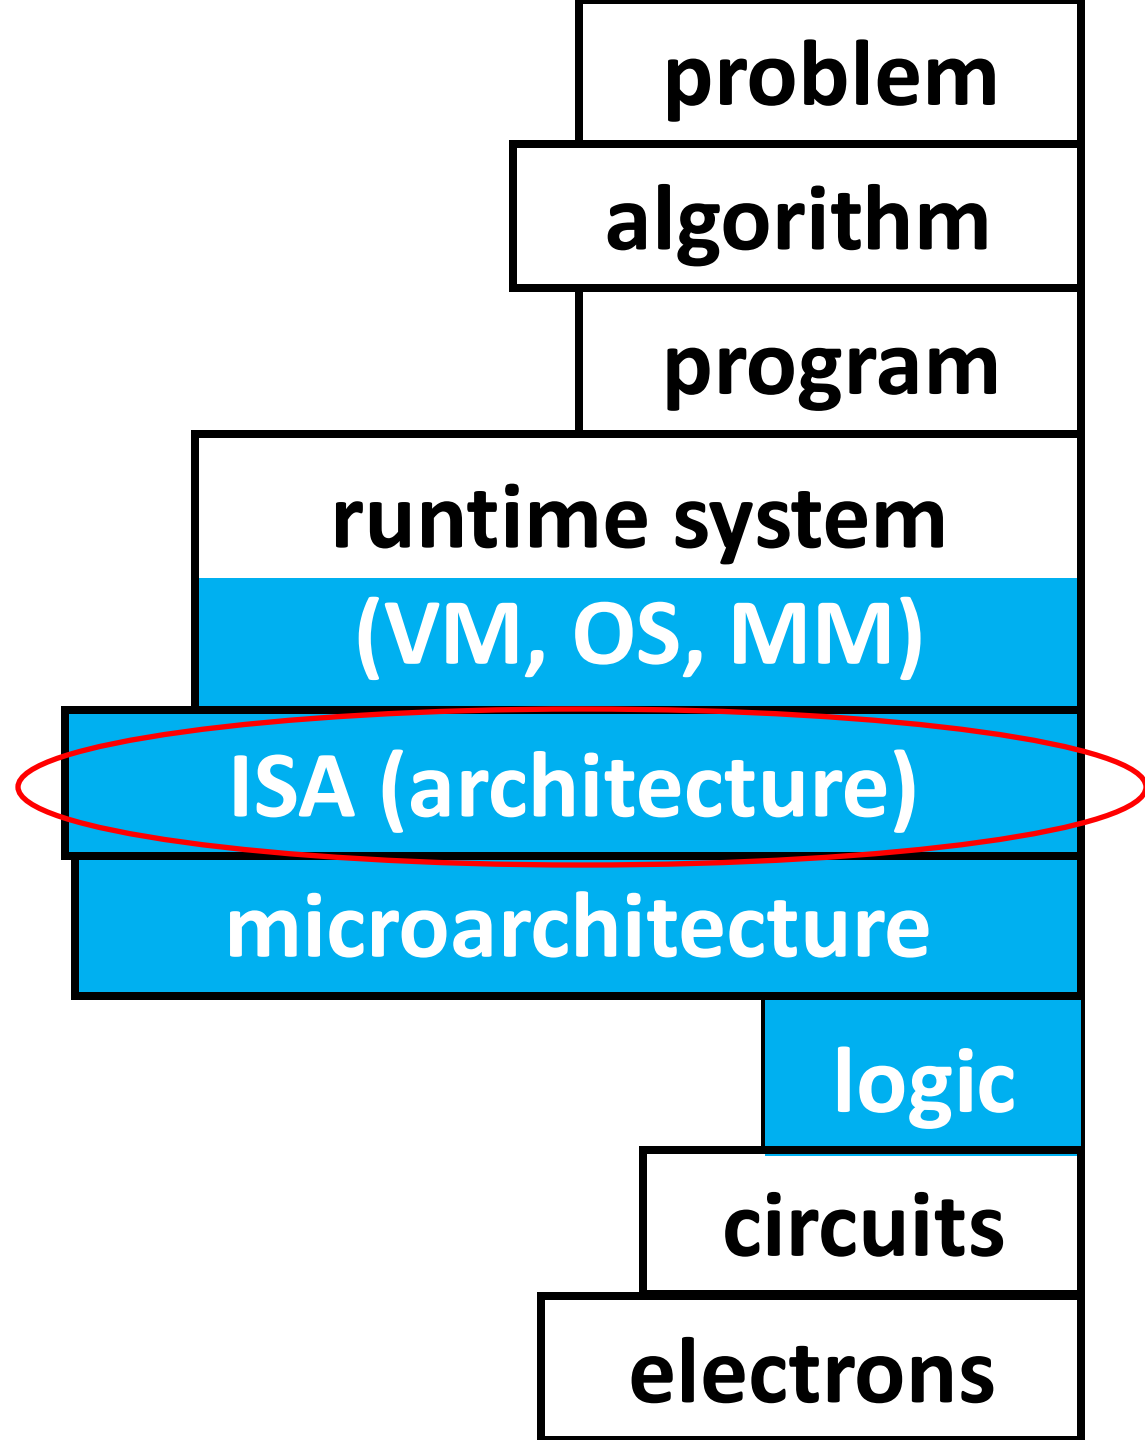 problem
algorithm
program
runtime system
(VM, OS, MM)
ISA (architecture)
microarchitecture
logic
circuits
electrons